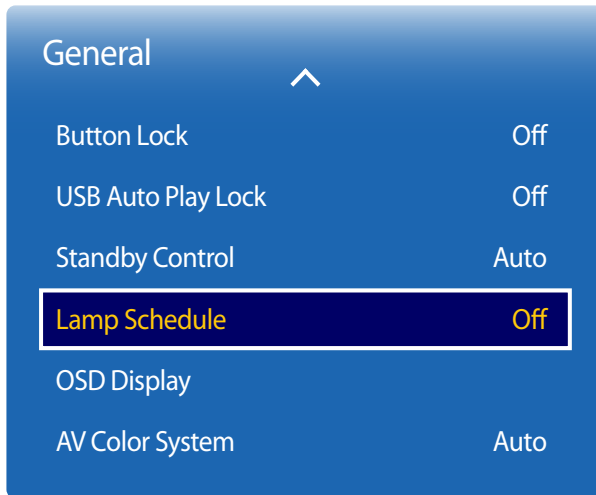 General
Button Lock Off
USB Auto Play Lock Off
Standby Control Auto
Lamp Schedule Off
OSD Display
AV Color System Auto